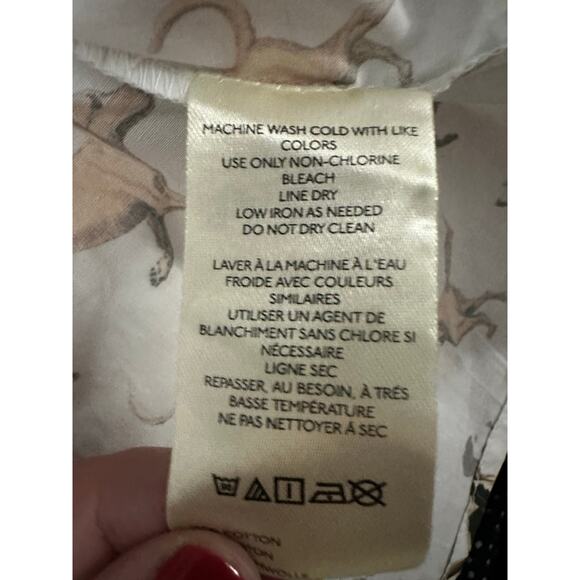 MACHINE WASH COLD WITH LIKE
COLORS
USE ONLY NON-CHLORINE
BLEACH
LINE DRY
LOW IRON AS NEEDED
DO NOT DRY CLEAN
LAVER À LA MACHINE À L'EAU
FROIDE AVEC COULEURS
SIMILAIRES
UTILISER UN AGENT DE
BLANCHIMENT SANS CHLORE SI
NÉCESSAIRE
LIGNE SEC
REPASSER, AU BESOIN, À TRÉS
BASSE TEMPÉRATURE
NE PAS NETTOYER Á SEC
COTTON